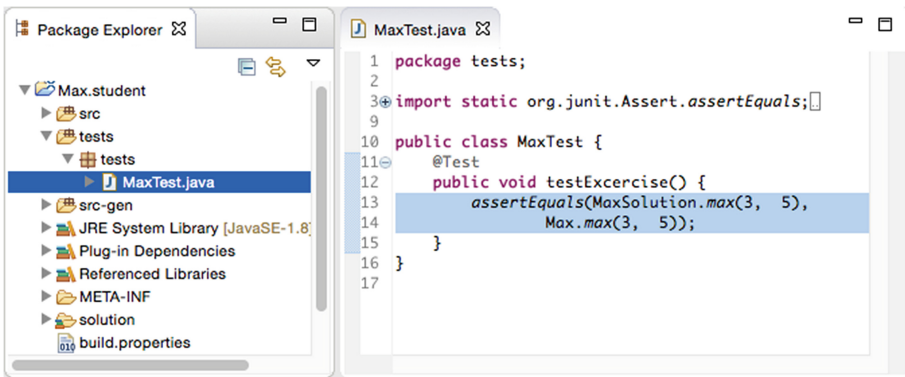 Package Explorer
Max.student
src
tests
tests
MaxTest.java
src-gen
JRE System Library [JavaSE-1.8]
Plug-in Dependencies
Referenced Libraries
META-INF
solution
build.properties
MaxTest.java
1 package tests;
2
3 import static org.junit.Assert.assertEquals;
9
10 public class MaxTest {
11 @Test
12 public void testExcercise() {
13 assertEquals(MaxSolution.max(3, 5),
14 Max.max(3, 5));
15 }
16 }
17